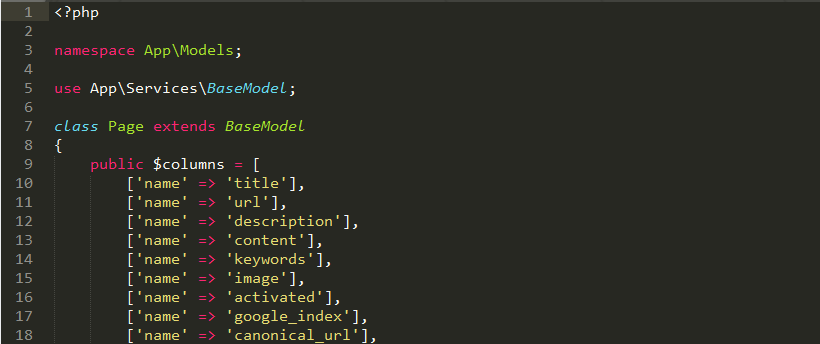 1 <?php
2
3 namespace App\Models;
4
5 use App\Services\BaseModel;
6
7 class Page extends BaseModel
8 {
9     public $columns = [
10         ['name' => 'title'],
11         ['name' => 'url'],
12         ['name' => 'description'],
13         ['name' => 'content'],
14         ['name' => 'keywords'],
15         ['name' => 'image'],
16         ['name' => 'activated'],
17         ['name' => 'google_index'],
18         ['name' => 'canonical_url'],